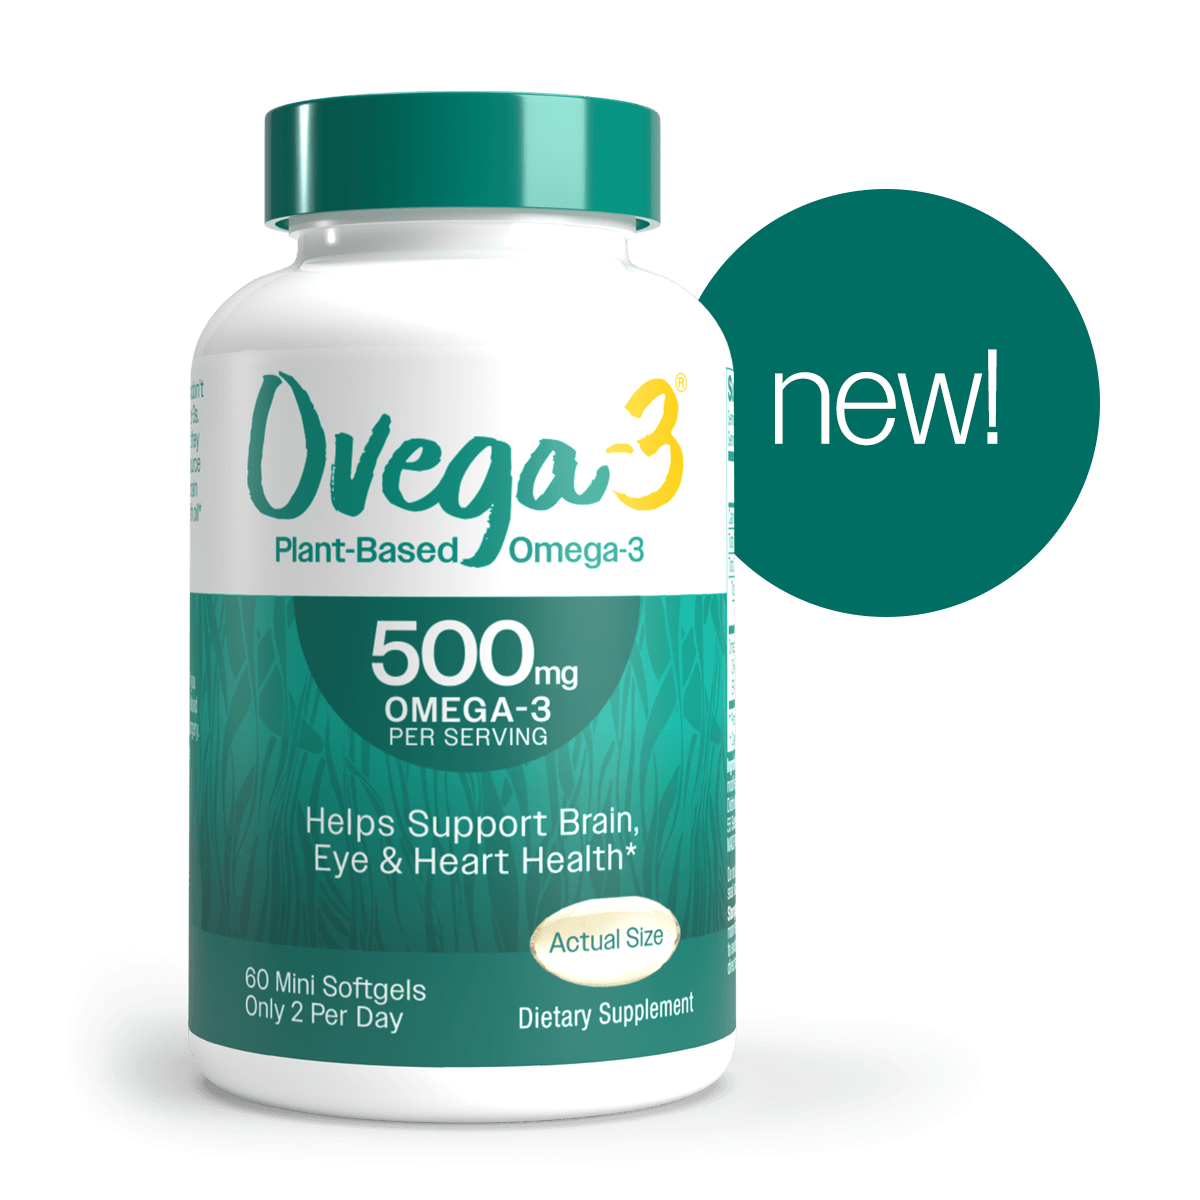 Ovega-3®
Plant-Based Omega-3
500mg
OMEGA-3
PER SERVING
Helps Support Brain,
Eye & Heart Health*
Actual Size
60 Mini Softgels
Only 2 Per Day
Dietary Supplement
new!